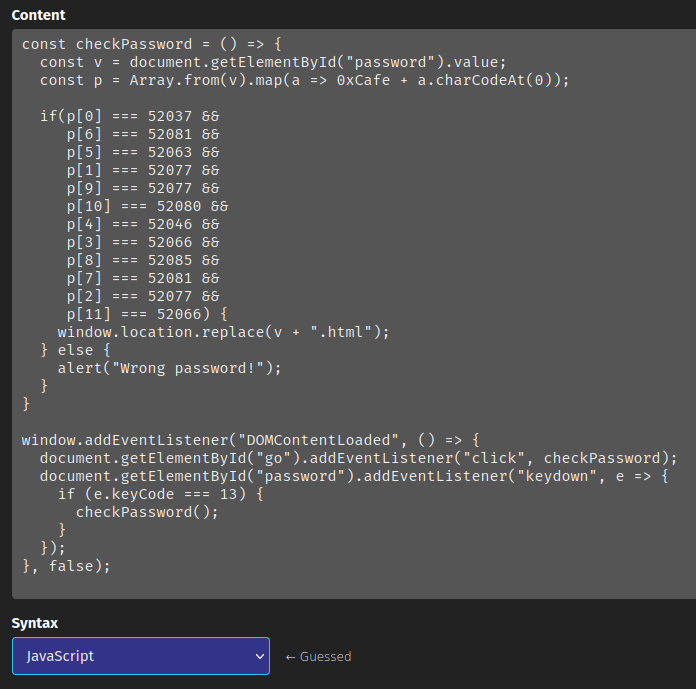 Content
const checkPassword = () => {
  const v = document.getElementById("password").value;
  const p = Array.from(v).map(a => 0xCafe + a.charCodeAt(0));

  if(p[0] === 52037 &&
     p[6] === 52081 &&
     p[5] === 52063 &&
     p[1] === 52077 &&
     p[9] === 52077 &&
     p[10] === 52080 &&
     p[4] === 52046 &&
     p[3] === 52066 &&
     p[8] === 52085 &&
     p[7] === 52081 &&
     p[2] === 52077 &&
     p[11] === 52066) {
    window.location.replace(v + ".html");
  } else {
    alert("Wrong password!");
  }
}

window.addEventListener("DOMContentLoaded", () => {
  document.getElementById("go").addEventListener("click", checkPassword);
  document.getElementById("password").addEventListener("keydown", e => {
    if (e.keyCode === 13) {
      checkPassword();
    }
  });
}, false);
Syntax
JavaScript ← Guessed